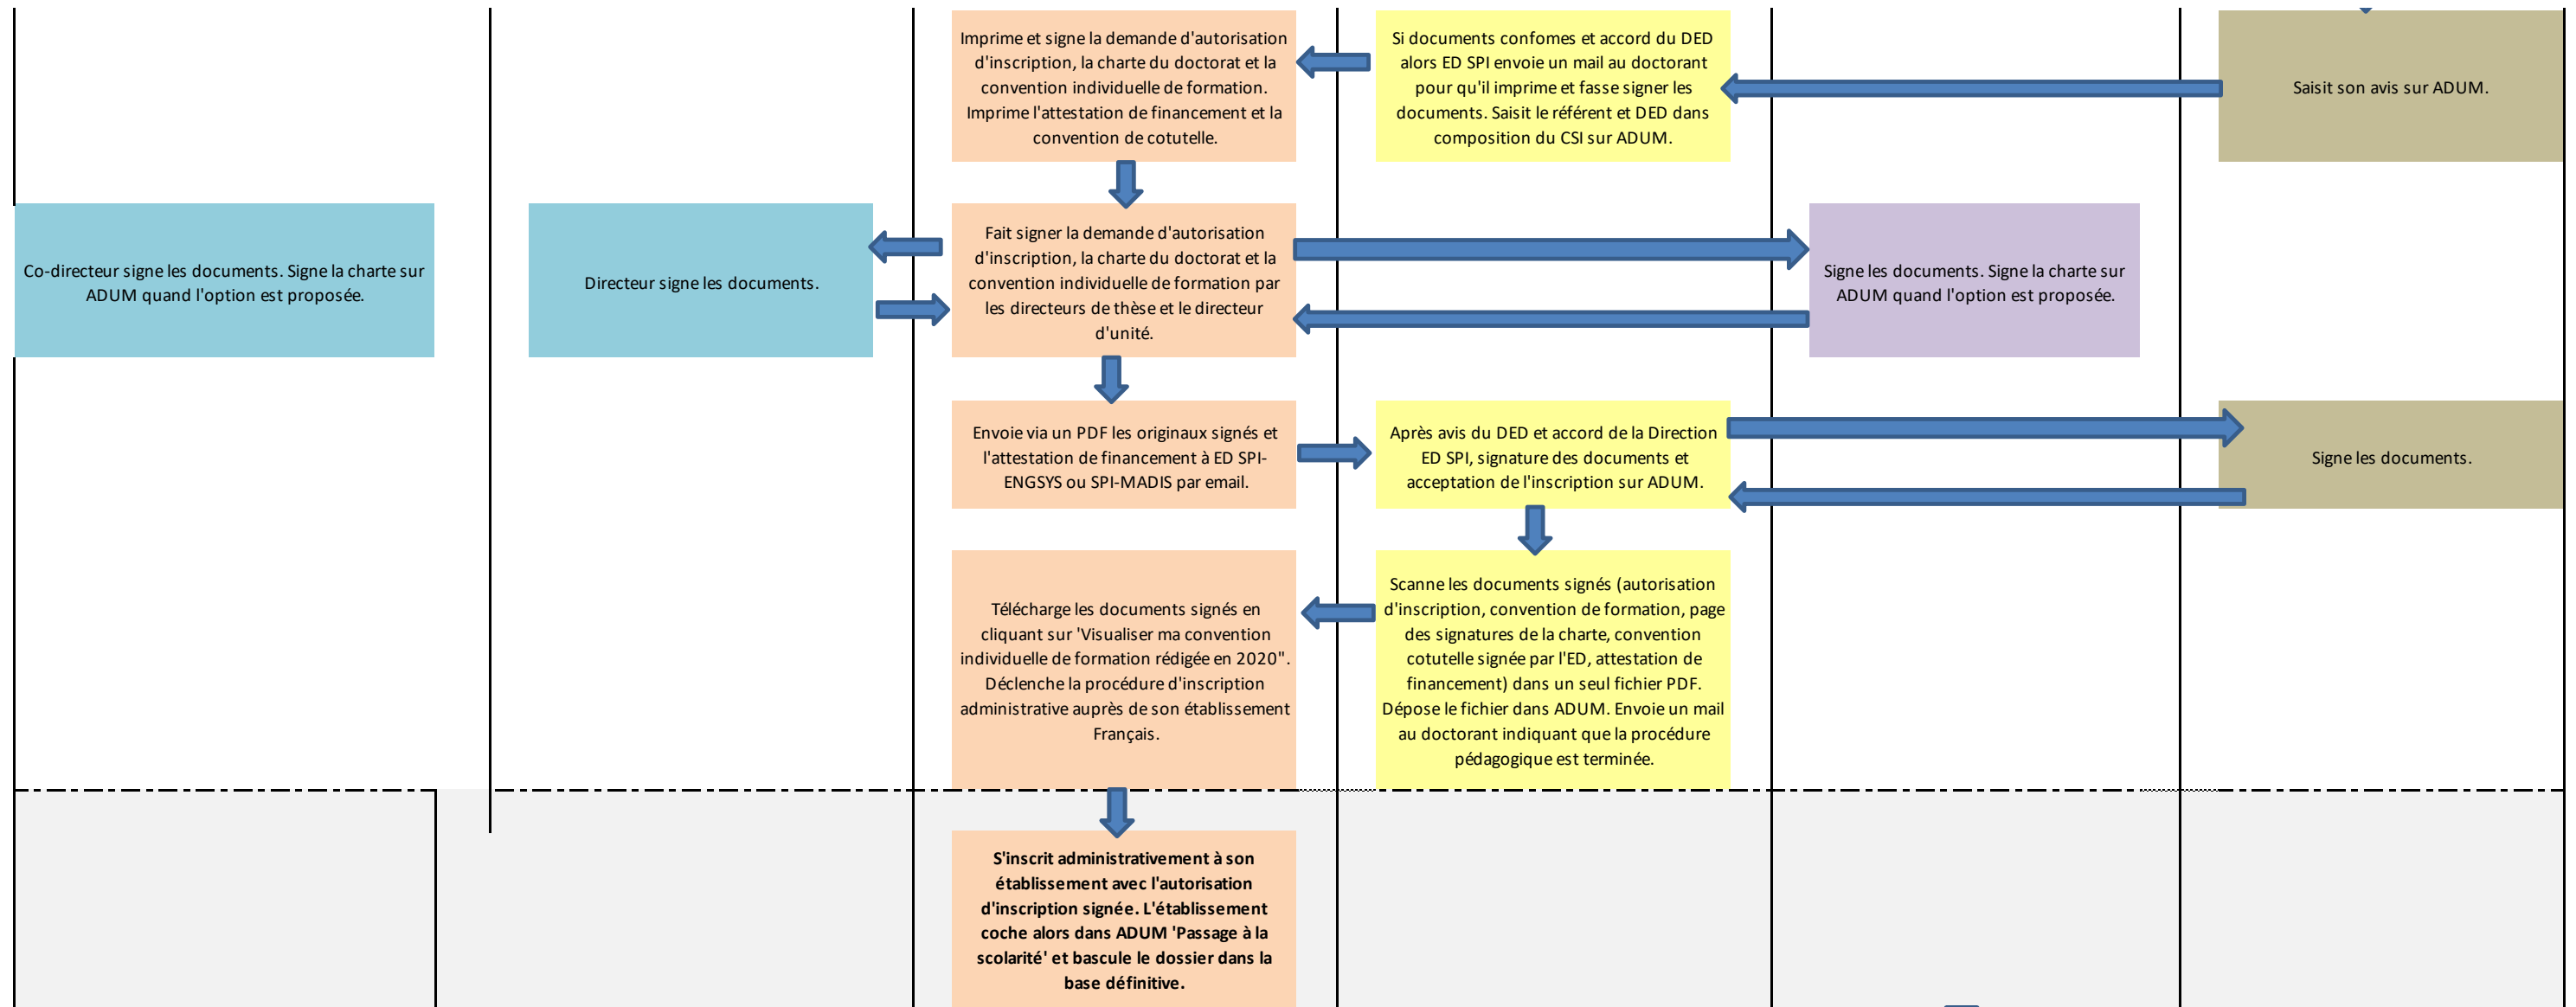 Imprime et signe la demande d'autorisation
d'inscription, la charte du doctorat et la
convention individuelle de formation.
Imprime l'attestation de financement et la
convention de cotutelle.
Si documents confomes et accord du DED
alors ED SPI envoie un mail au doctorant
pour qu'il imprime et fasse signer les
documents. Saisit le référent et DED dans
composition du CSI sur ADUM.
Saisit son avis sur ADUM.
Co-directeur signe les documents. Signe la charte sur
ADUM quand l'option est proposée.
Directeur signe les documents.
Fait signer la demande d'autorisation
d'inscription, la charte du doctorat et la
convention individuelle de formation par
les directeurs de thèse et le directeur
d'unité.
Signe les documents. Signe la charte sur
ADUM quand l'option est proposée.
Envoie via un PDF les originaux signés et
l'attestation de financement à ED SPI-
ENGSYS ou SPI-MADIS par email.
Après avis du DED et accord de la Direction
ED SPI, signature des documents et
acceptation de l'inscription sur ADUM.
Signe les documents.
Télécharge les documents signés en
cliquant sur 'Visualiser ma convention
individuelle de formation rédigée en 2020".
Déclenche la procédure d'inscription
administrative auprès de son établissement
Français.
Scanne les documents signés (autorisation
d'inscription, convention de formation, page
des signatures de la charte, convention
cotutelle signée par l'ED, attestation de
financement) dans un seul fichier PDF.
Dépose le fichier dans ADUM. Envoie un mail
au doctorant indiquant que la procédure
pédagogique est terminée.
S'inscrit administrativement à son
établissement avec l'autorisation
d'inscription signée. L'établissement
coche alors dans ADUM 'Passage à la
scolarité' et bascule le dossier dans la
base définitive.